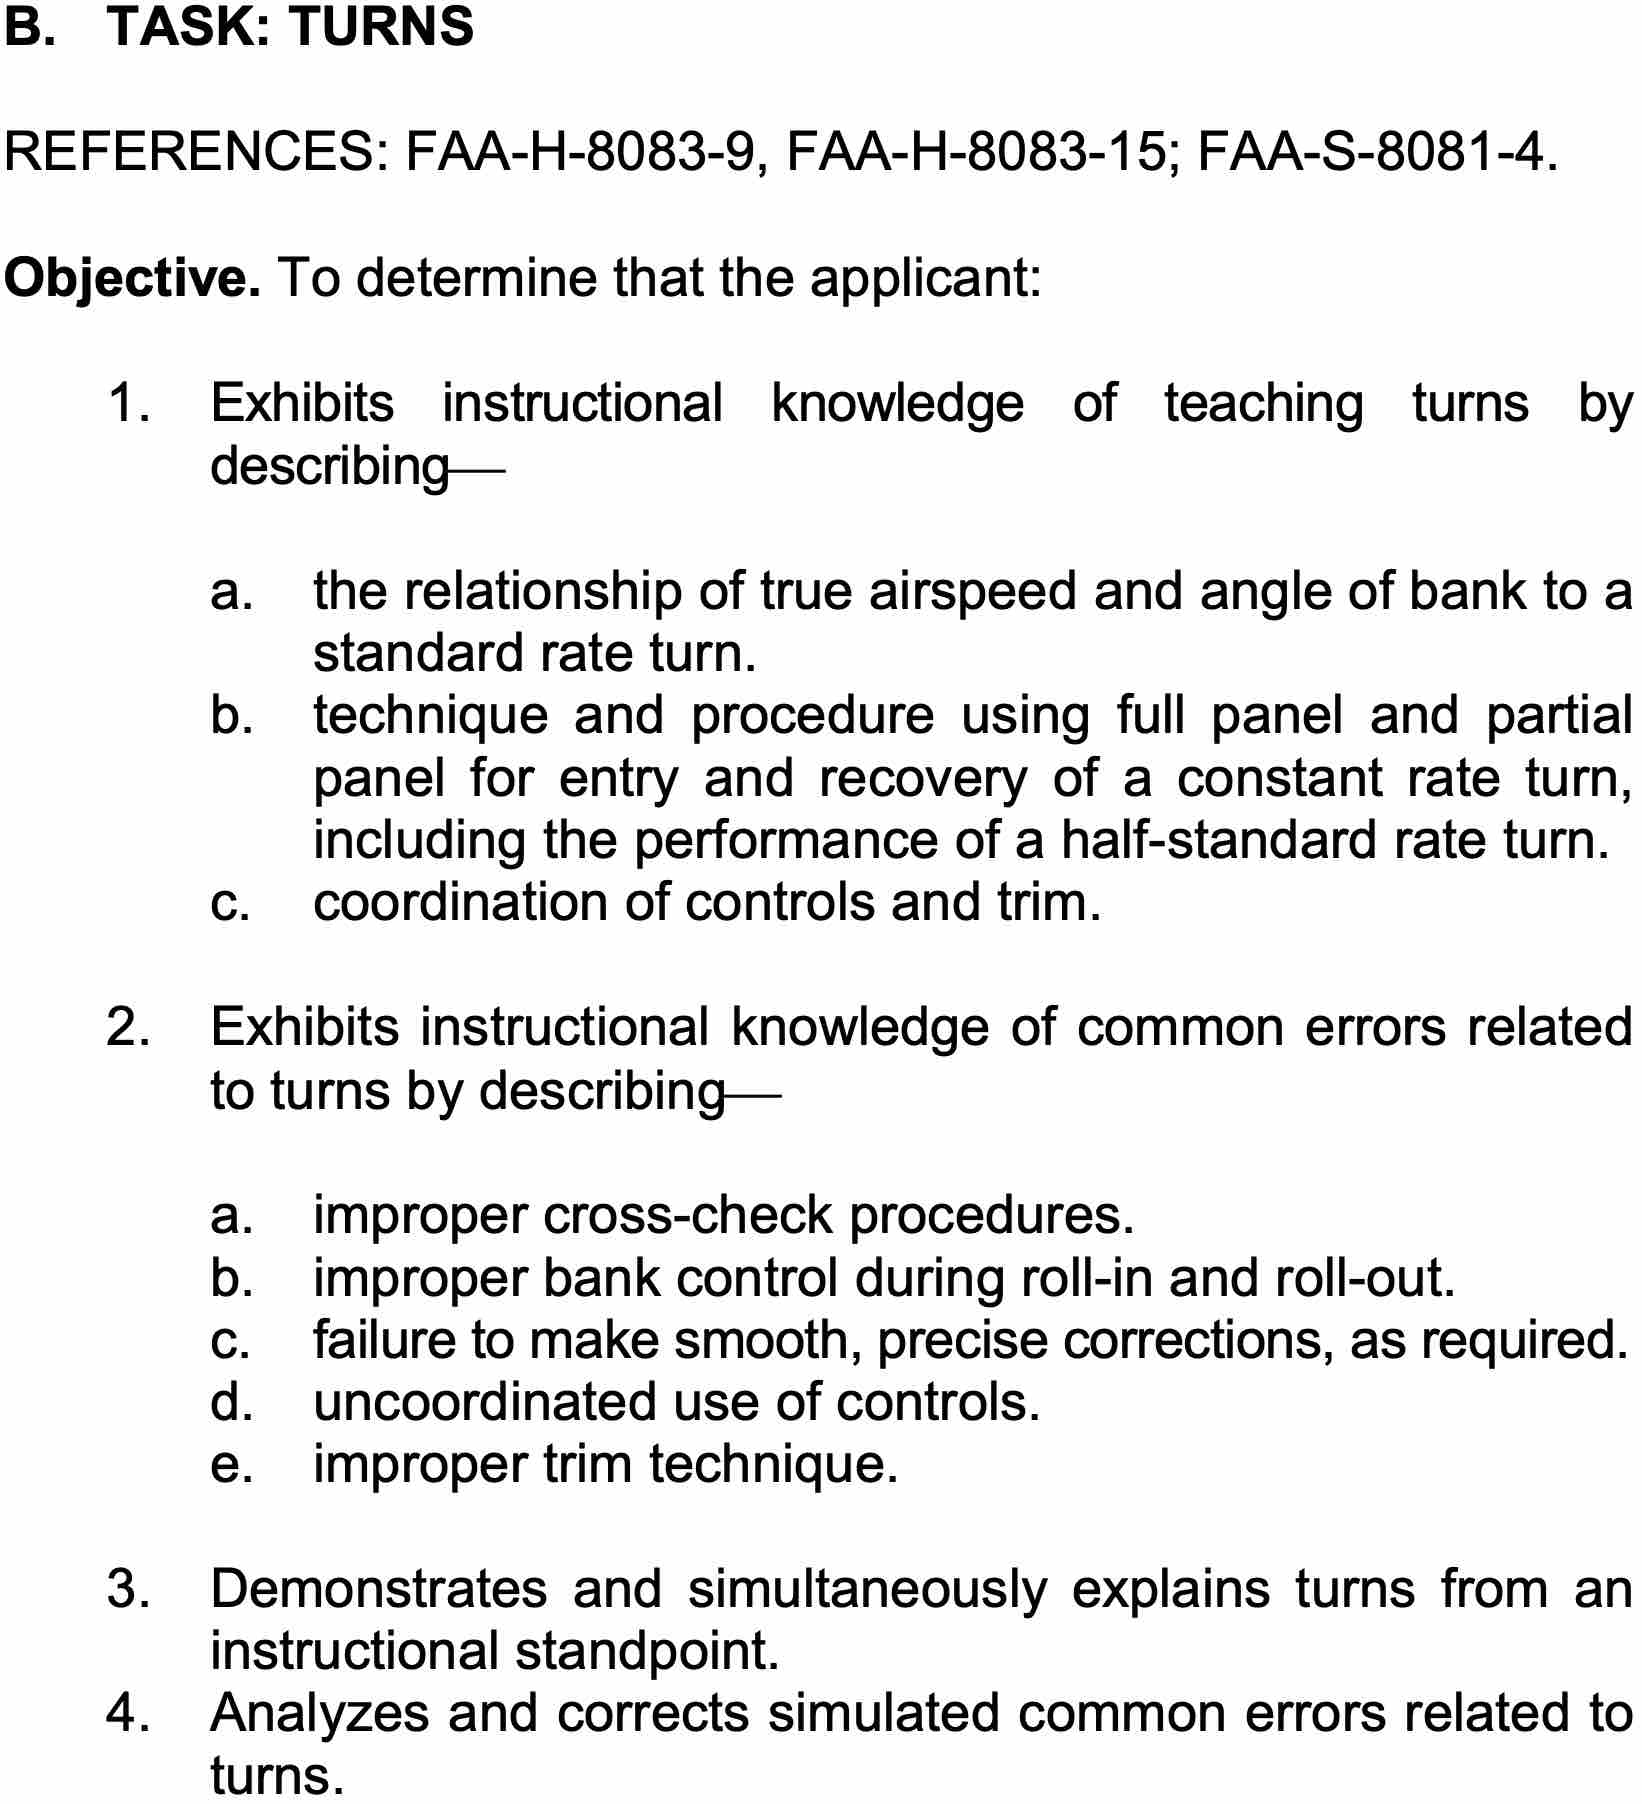 B. TASK: TURNS
REFERENCES: FAA-H-8083-9, FAA-H-8083-15; FAA-S-8081-4.
Objective. To determine that the applicant:
1. Exhibits instructional knowledge of teaching turns by
describing—
a. the relationship of true airspeed and angle of bank to a
standard rate turn.
b. technique and procedure using full panel and partial
panel for entry and recovery of a constant rate turn,
including the performance of a half-standard rate turn.
c. coordination of controls and trim.
2. Exhibits instructional knowledge of common errors related
to turns by describing—
a. improper cross-check procedures.
b. improper bank control during roll-in and roll-out.
c. failure to make smooth, precise corrections, as required.
d. uncoordinated use of controls.
e. improper trim technique.
3. Demonstrates and simultaneously explains turns from an
instructional standpoint.
4. Analyzes and corrects simulated common errors related to
turns.